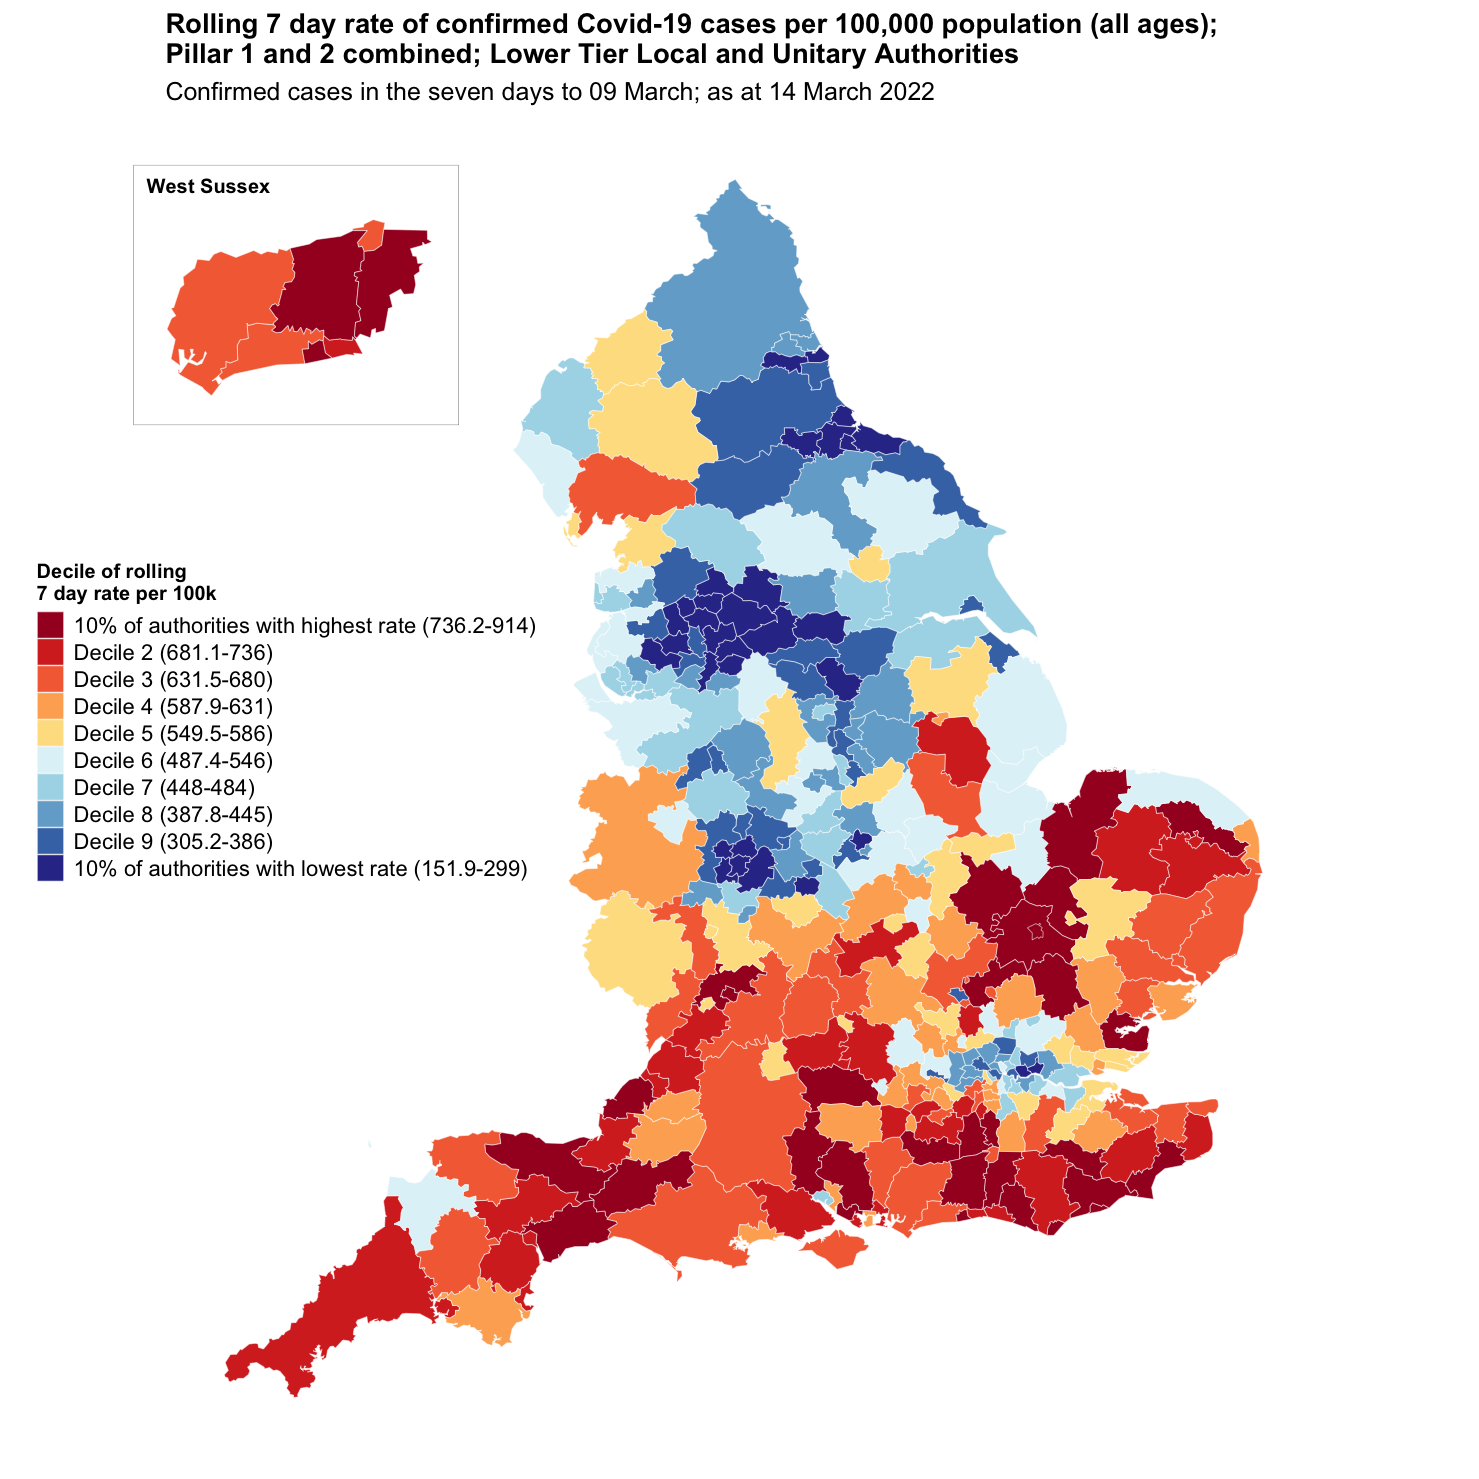 Rolling 7 day rate of confirmed Covid-19 cases per 100,000 population (all ages);
Pillar 1 and 2 combined; Lower Tier Local and Unitary Authorities
Confirmed cases in the seven days to 09 March; as at 14 March 2022
West Sussex
Decile of rolling
7 day rate per 100k
10% of authorities with highest rate (736.2-914)
Decile 2 (681.1-736)
Decile 3 (631.5-680)
Decile 4 (587.9-631)
Decile 5 (549.5-586)
Decile 6 (487.4-546)
Decile 7 (448-484)
Decile 8 (387.8-445)
Decile 9 (305.2-386)
10% of authorities with lowest rate (151.9-299)